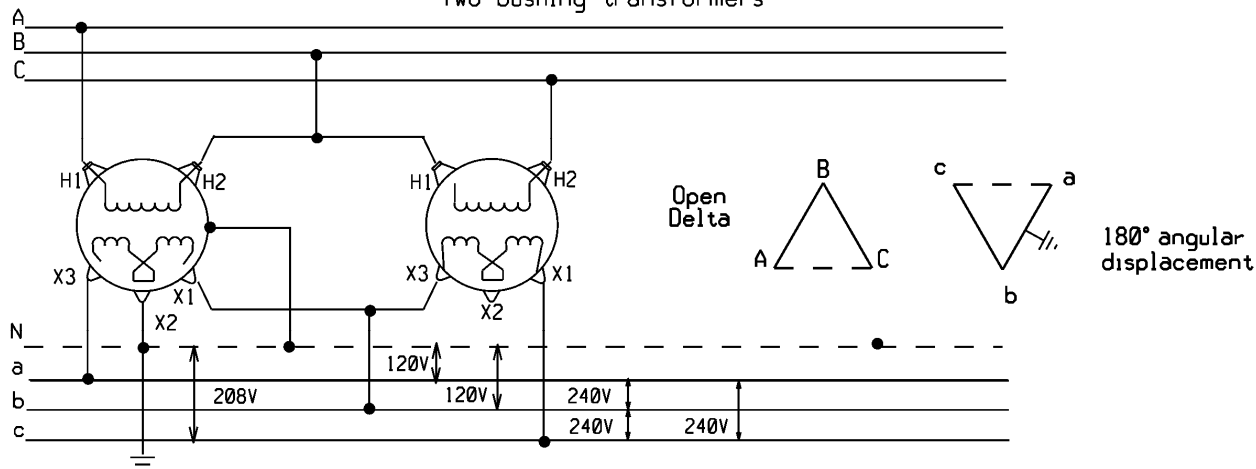 Two bushing transformers
A
B
C
H1
H2
H1
H2
X3
X1
X2
X3
X1
X2
Open
Delta
B
A
C
c
a
b
180° angular
displacement
N
a
b
c
208V
120V
120V
240V
240V
240V